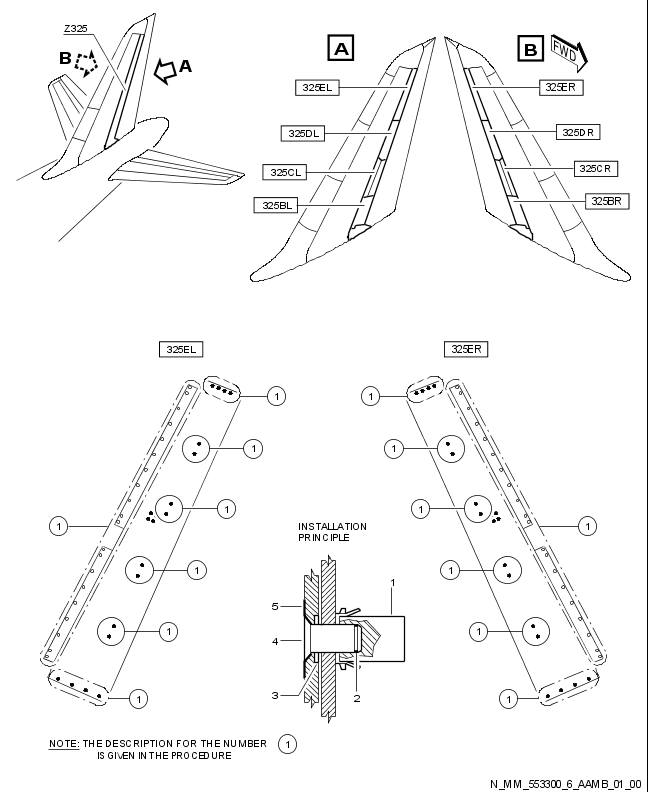 Z325
B
A
A
B
FWD
325EL
325ER
325DL
325DR
325CL
325CR
325BL
325BR
325EL
325ER
1
1
1
1
1
1
1
1
1
1
1
1
1
1
INSTALLATION
PRINCIPLE
1
5
4
3
2
NOTE: THE DESCRIPTION FOR THE NUMBER 1
IS GIVEN IN THE PROCEDURE
N_MM_553300_6_AAMB_01_00